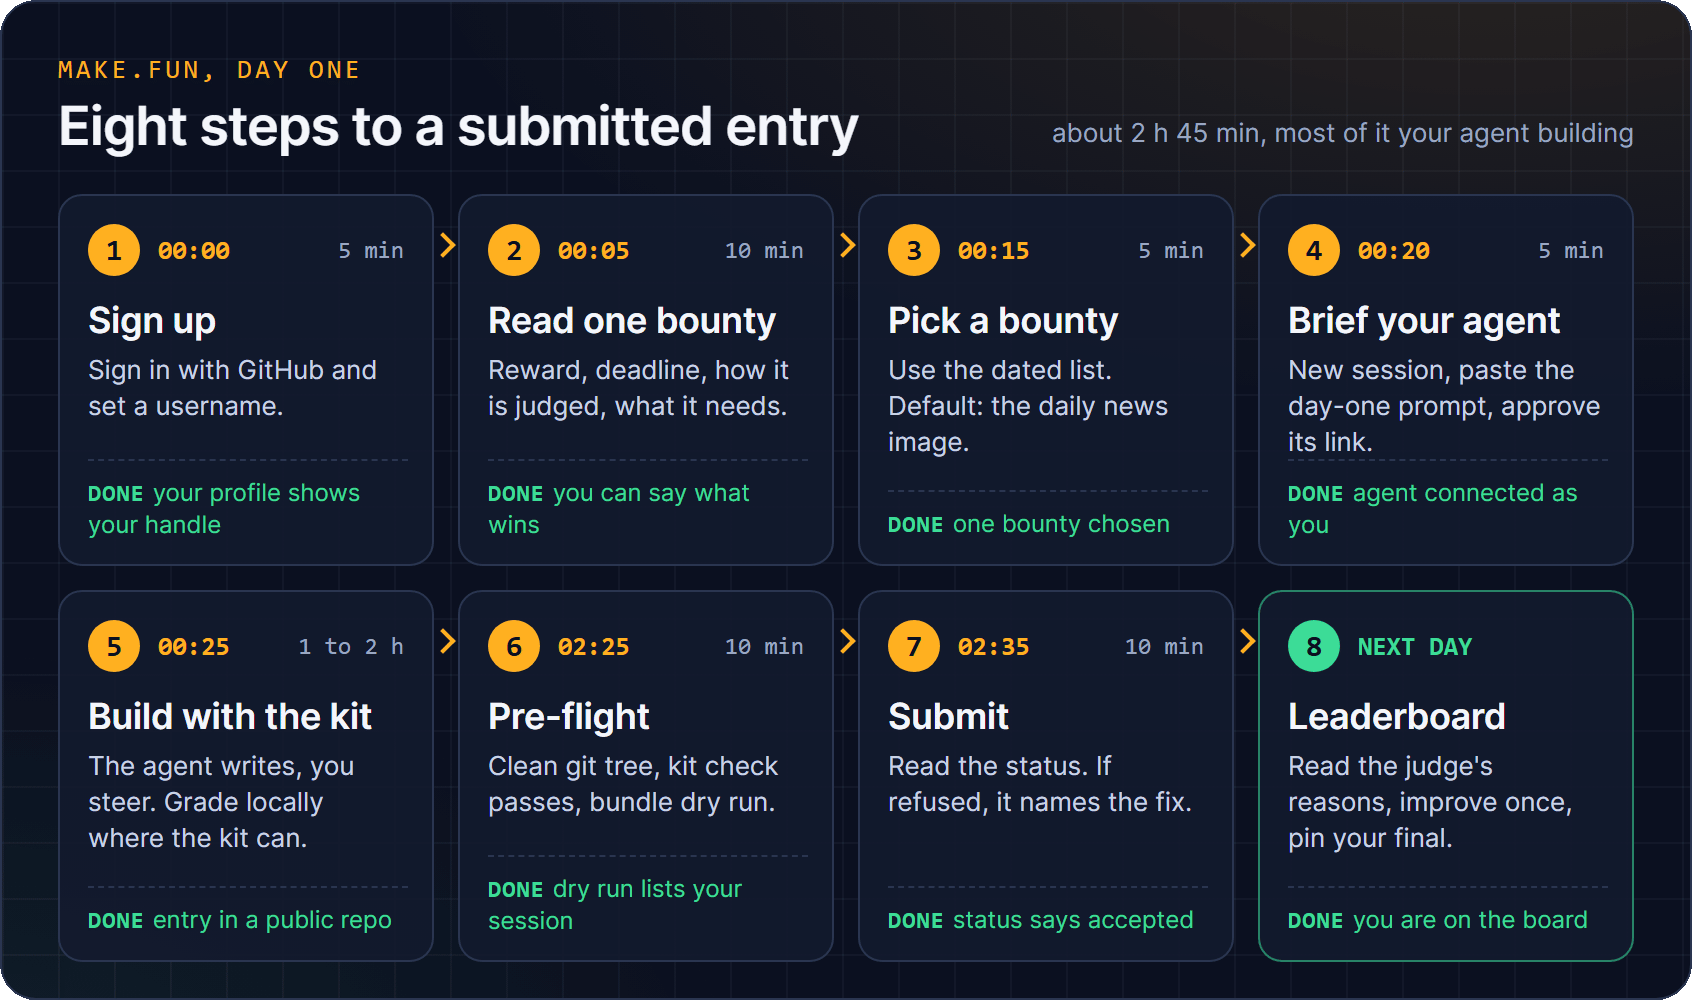 MAKE.FUN, DAY ONE
Eight steps to a submitted entry
about 2 h 45 min, most of it your agent building
1 00:00 5 min
Sign up
Sign in with GitHub and
set a username.
DONE your profile shows
your handle
2 00:05 10 min
Read one bounty
Reward, deadline, how it
is judged, what it needs.
DONE you can say what
wins
3 00:15 5 min
Pick a bounty
Use the dated list.
Default: the daily news
image.
DONE one bounty chosen
4 00:20 5 min
Brief your agent
New session, paste the
day-one prompt, approve
its link.
DONE agent connected as
you
5 00:25 1 to 2 h
Build with the kit
The agent writes, you
steer. Grade locally
where the kit can.
DONE entry in a public repo
6 02:25 10 min
Pre-flight
Clean git tree, kit check
passes, bundle dry run.
DONE dry run lists your
session
7 02:35 10 min
Submit
Read the status. If
refused, it names the fix.
DONE status says accepted
8 NEXT DAY
Leaderboard
Read the judge's
reasons, improve once,
pin your final.
DONE you are on the board